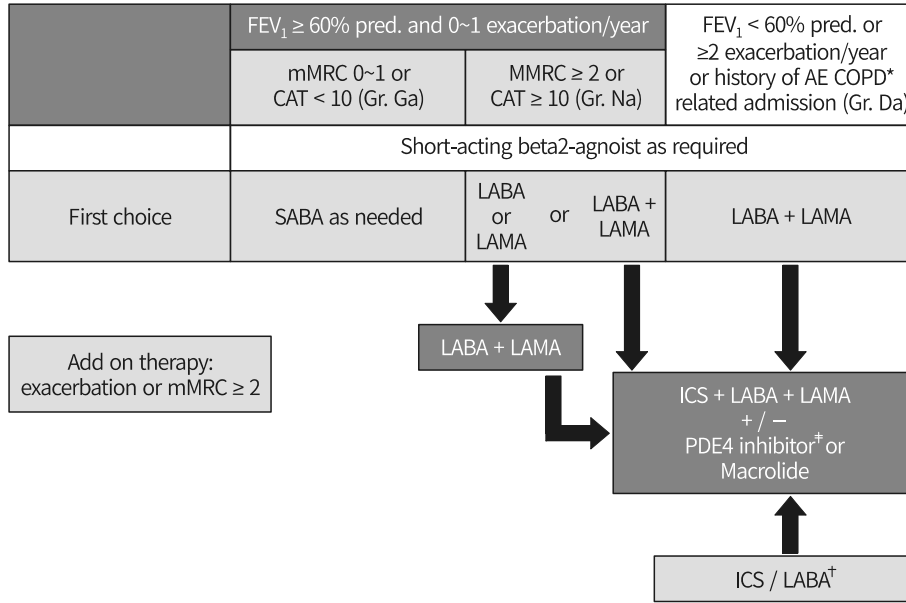 FEV₁ ≥ 60% pred. and 0~1 exacerbation/year
FEV₁ < 60% pred. or
≥2 exacerbation/year
or history of AE COPD*
related admission (Gr. Da)
mMRC 0~1 or
CAT < 10 (Gr. Ga)
MMRC ≥ 2 or
CAT ≥ 10 (Gr. Na)
Short-acting beta2-agnoist as required
First choice
SABA as needed
LABA
or
LAMA
or
LABA +
LAMA
LABA + LAMA
LABA + LAMA
Add on therapy:
exacerbation or mMRC ≥ 2
ICS + LABA + LAMA
+ / −
PDE4 inhibitor⁺ or
Macrolide
ICS / LABA†